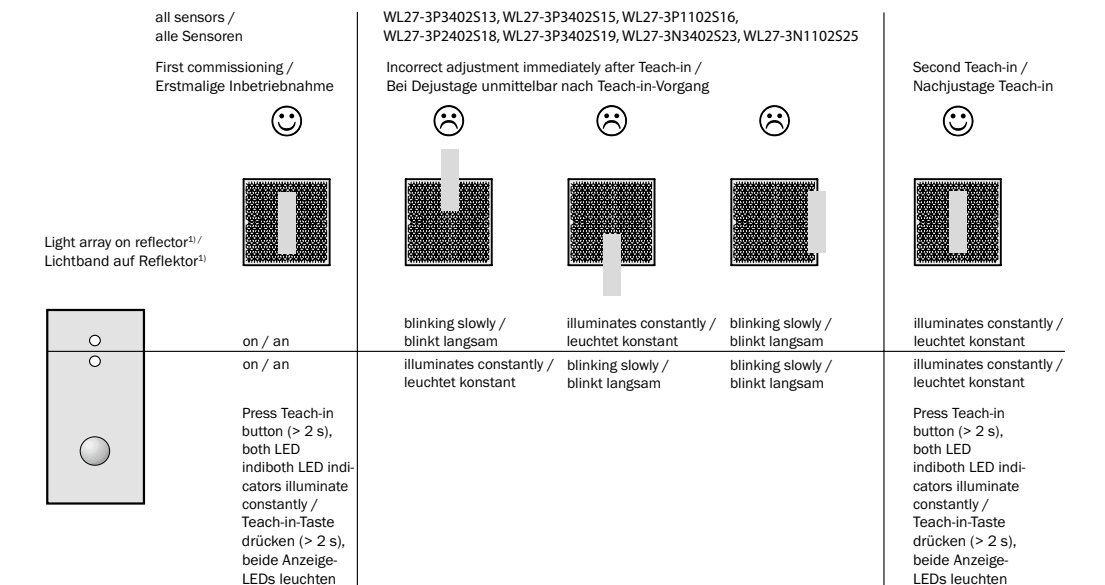 all sensors /
alle Sensoren
WL27-3P3402S13, WL27-3P3402S15, WL27-3P1102S16,
WL27-3P2402S18, WL27-3P3402S19, WL27-3N3402S23, WL27-3N1102S25
First commissioning /
Erstmalige Inbetriebnahme
Incorrect adjustment immediately after Teach-in /
Bei Dejustage unmittelbar nach Teach-in-Vorgang
Second Teach-in /
Nachjustage Teach-in
Light array on reflector1) /
Lichtband auf Reflektor1)
on / an
blinking slowly /
blinkt langsam
illuminates constantly /
leuchtet konstant
blinking slowly /
blinkt langsam
illuminates constantly /
leuchtet konstant
on / an
illuminates constantly /
leuchtet konstant
blinking slowly /
blinkt langsam
blinking slowly /
blinkt langsam
illuminates constantly /
leuchtet konstant
Press Teach-in
button (> 2 s),
both LED
indiboth LED indi-
cators illuminate
constantly /
Teach-in-Taste
drücken (> 2 s),
beide Anzeige-
LEDs leuchten
Press Teach-in
button (> 2 s),
both LED
indiboth LED indi-
cators illuminate
constantly /
Teach-in-Taste
drücken (> 2 s),
beide Anzeige-
LEDs leuchten